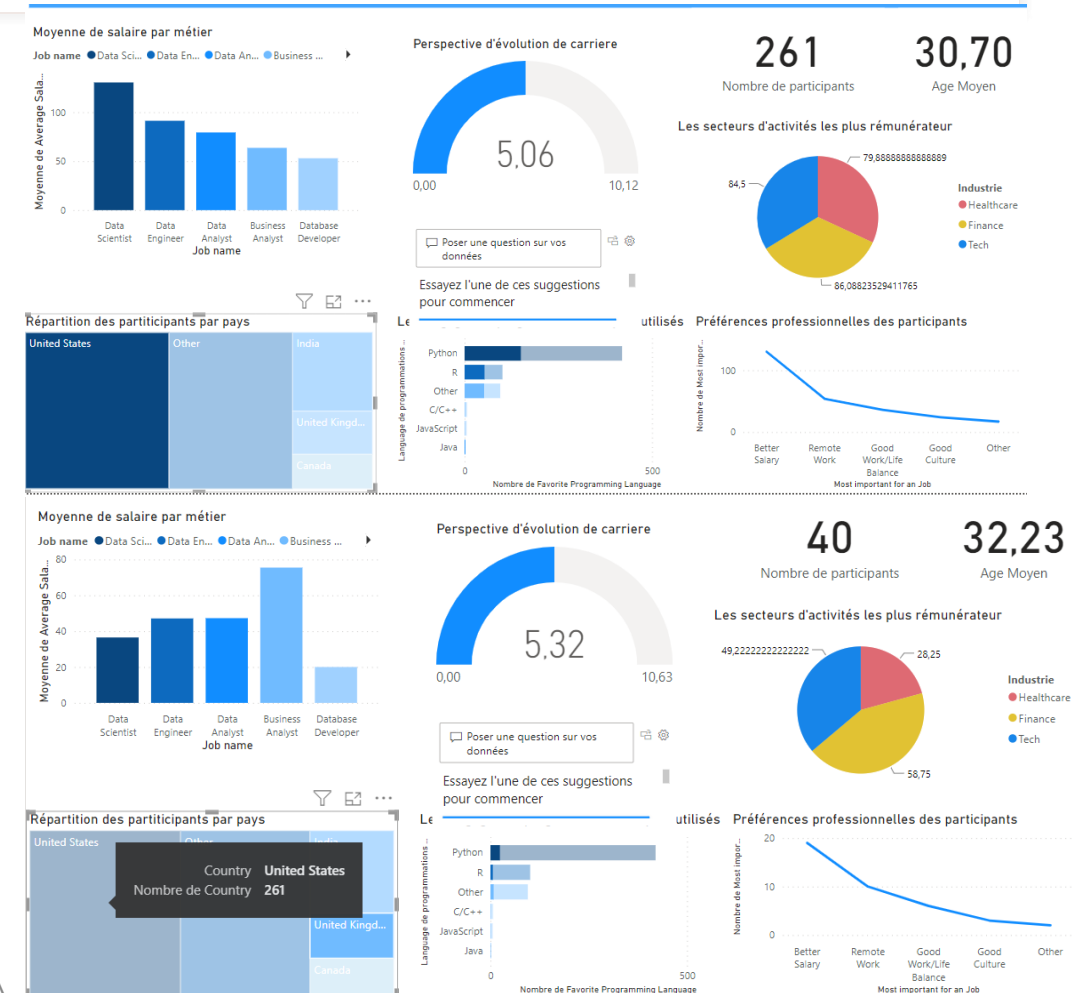 Moyenne de salaire par métier
Job name Data Sci... Data En... Data An... Business ...
Moyenne de Average Sala...
100
50
0
Data Scientist
Data Engineer
Data Analyst
Business Analyst
Database Developer
Job name
Perspective d'évolution de carriere
5,06
0,00
10,12
261
Nombre de participants
30,70
Age Moyen
Les secteurs d'activités les plus rémunérateur
79,88888888888889
84,5
86,08823529411765
Industrie
Healthcare
Finance
Tech
Poser une question sur vos
données
Essayez l'une de ces suggestions
pour commencer
Répartition des partiticipants par pays
United States
Other
India
United Kingd...
Canada
Le
utilisés
Language de programmations ...
Python
R
Other
C/C++
JavaScript
Java
0
500
Nombre de Favorite Programming Language
Préférences professionnelles des participants
Nombre de Most impor...
100
0
Better Salary
Remote Work
Good Work/Life Balance
Good Culture
Other
Most important for an Job
Moyenne de salaire par métier
Job name Data Sci... Data En... Data An... Business ...
Moyenne de Average Sala...
80
60
40
20
0
Data Scientist
Data Engineer
Data Analyst
Business Analyst
Database Developer
Job name
Perspective d'évolution de carriere
5,32
0,00
10,63
40
Nombre de participants
32,23
Age Moyen
Les secteurs d'activités les plus rémunérateur
49,22222222222222
28,25
58,75
Industrie
Healthcare
Finance
Tech
Poser une question sur vos
données
Essayez l'une de ces suggestions
pour commencer
Répartition des partiticipants par pays
United States
Other
India
Country United States
Nombre de Country 261
United Kingd...
Canada
Le
utilisés
Language de programmations ...
Python
R
Other
C/C++
JavaScript
Java
0
500
Nombre de Favorite Programming Language
Préférences professionnelles des participants
Nombre de Most impor...
20
10
0
Better Salary
Remote Work
Good Work/Life Balance
Good Culture
Other
Most important for an Job